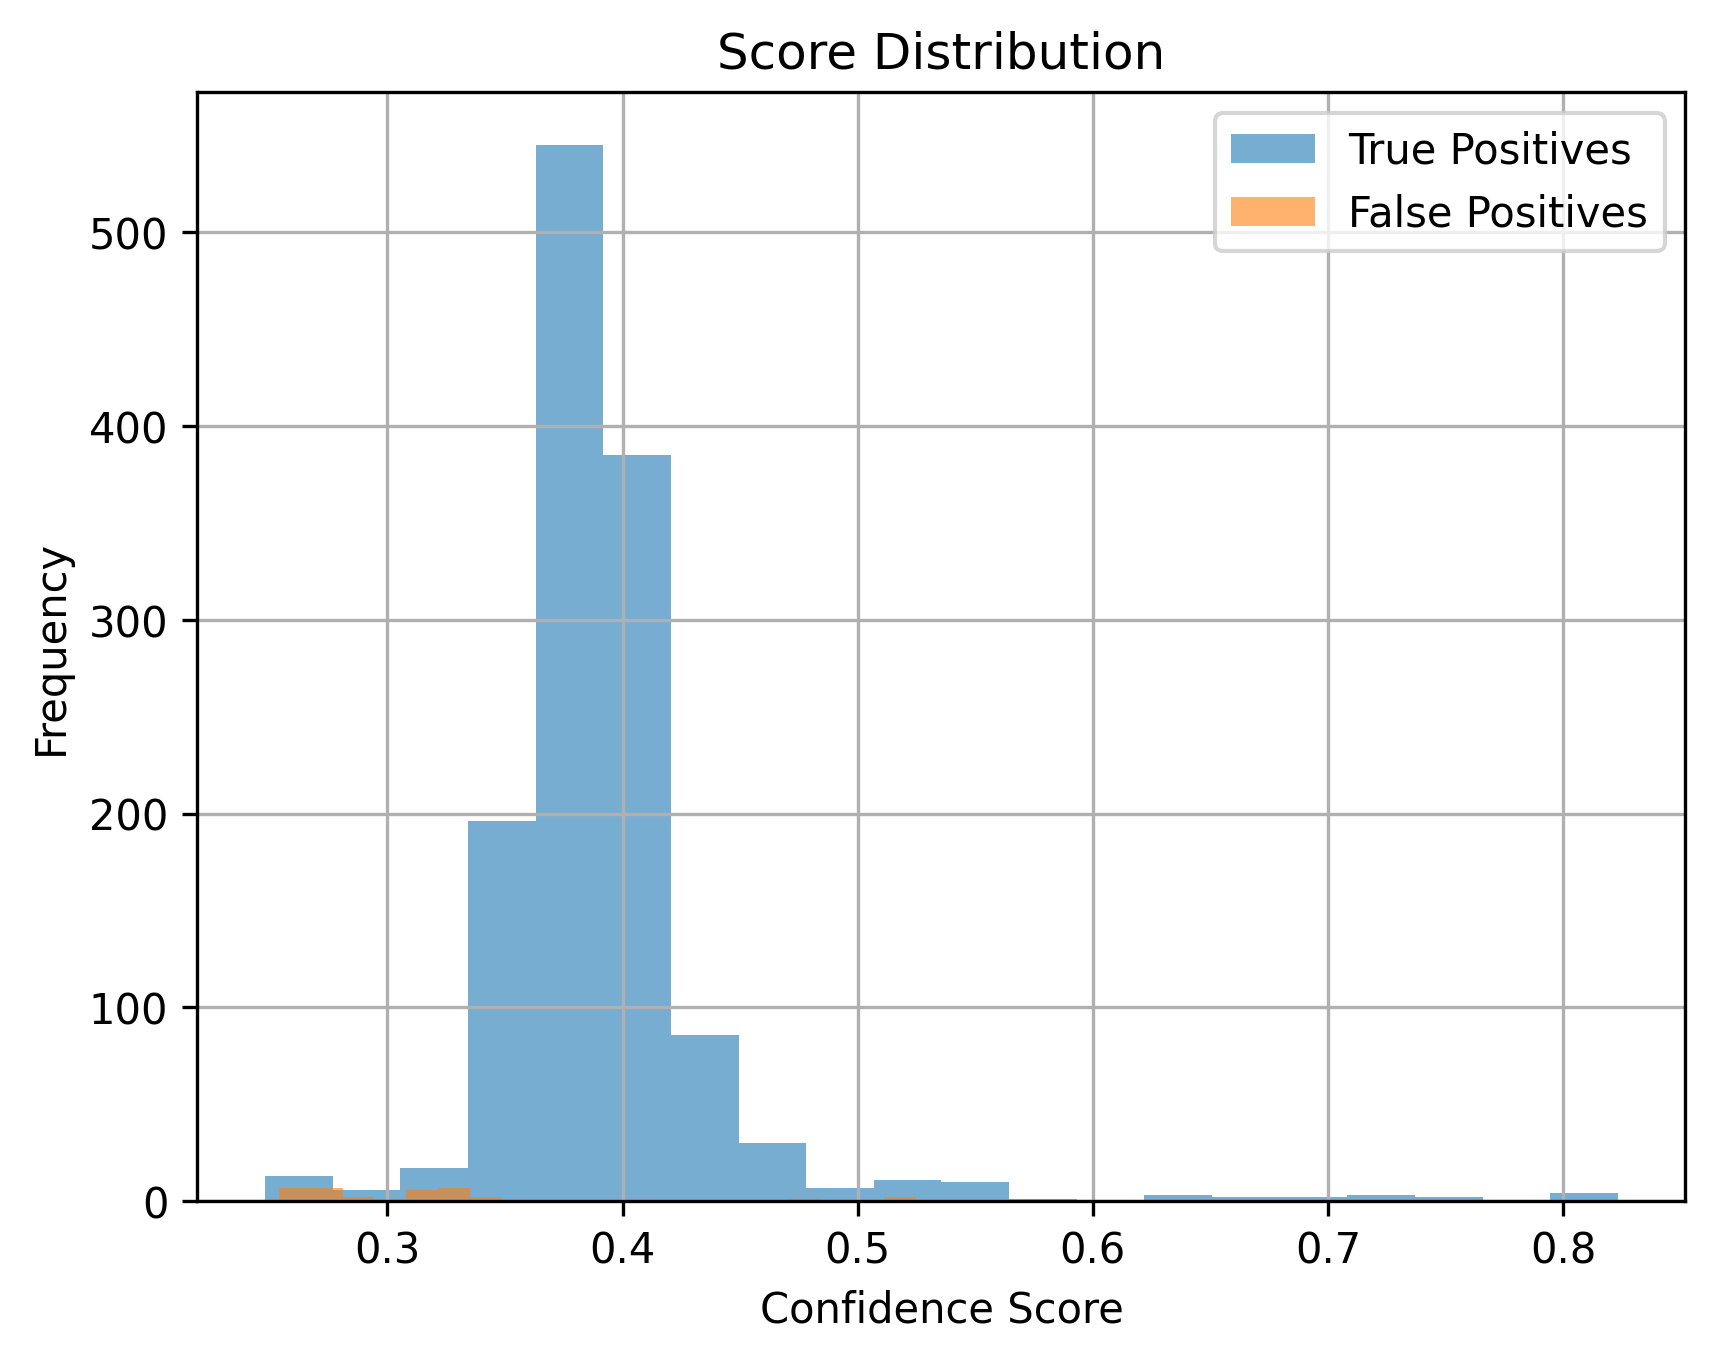 Score Distribution
True Positives
False Positives
Frequency
500
400
300
200
100
0
0.3 0.4 0.5 0.6 0.7 0.8
Confidence Score